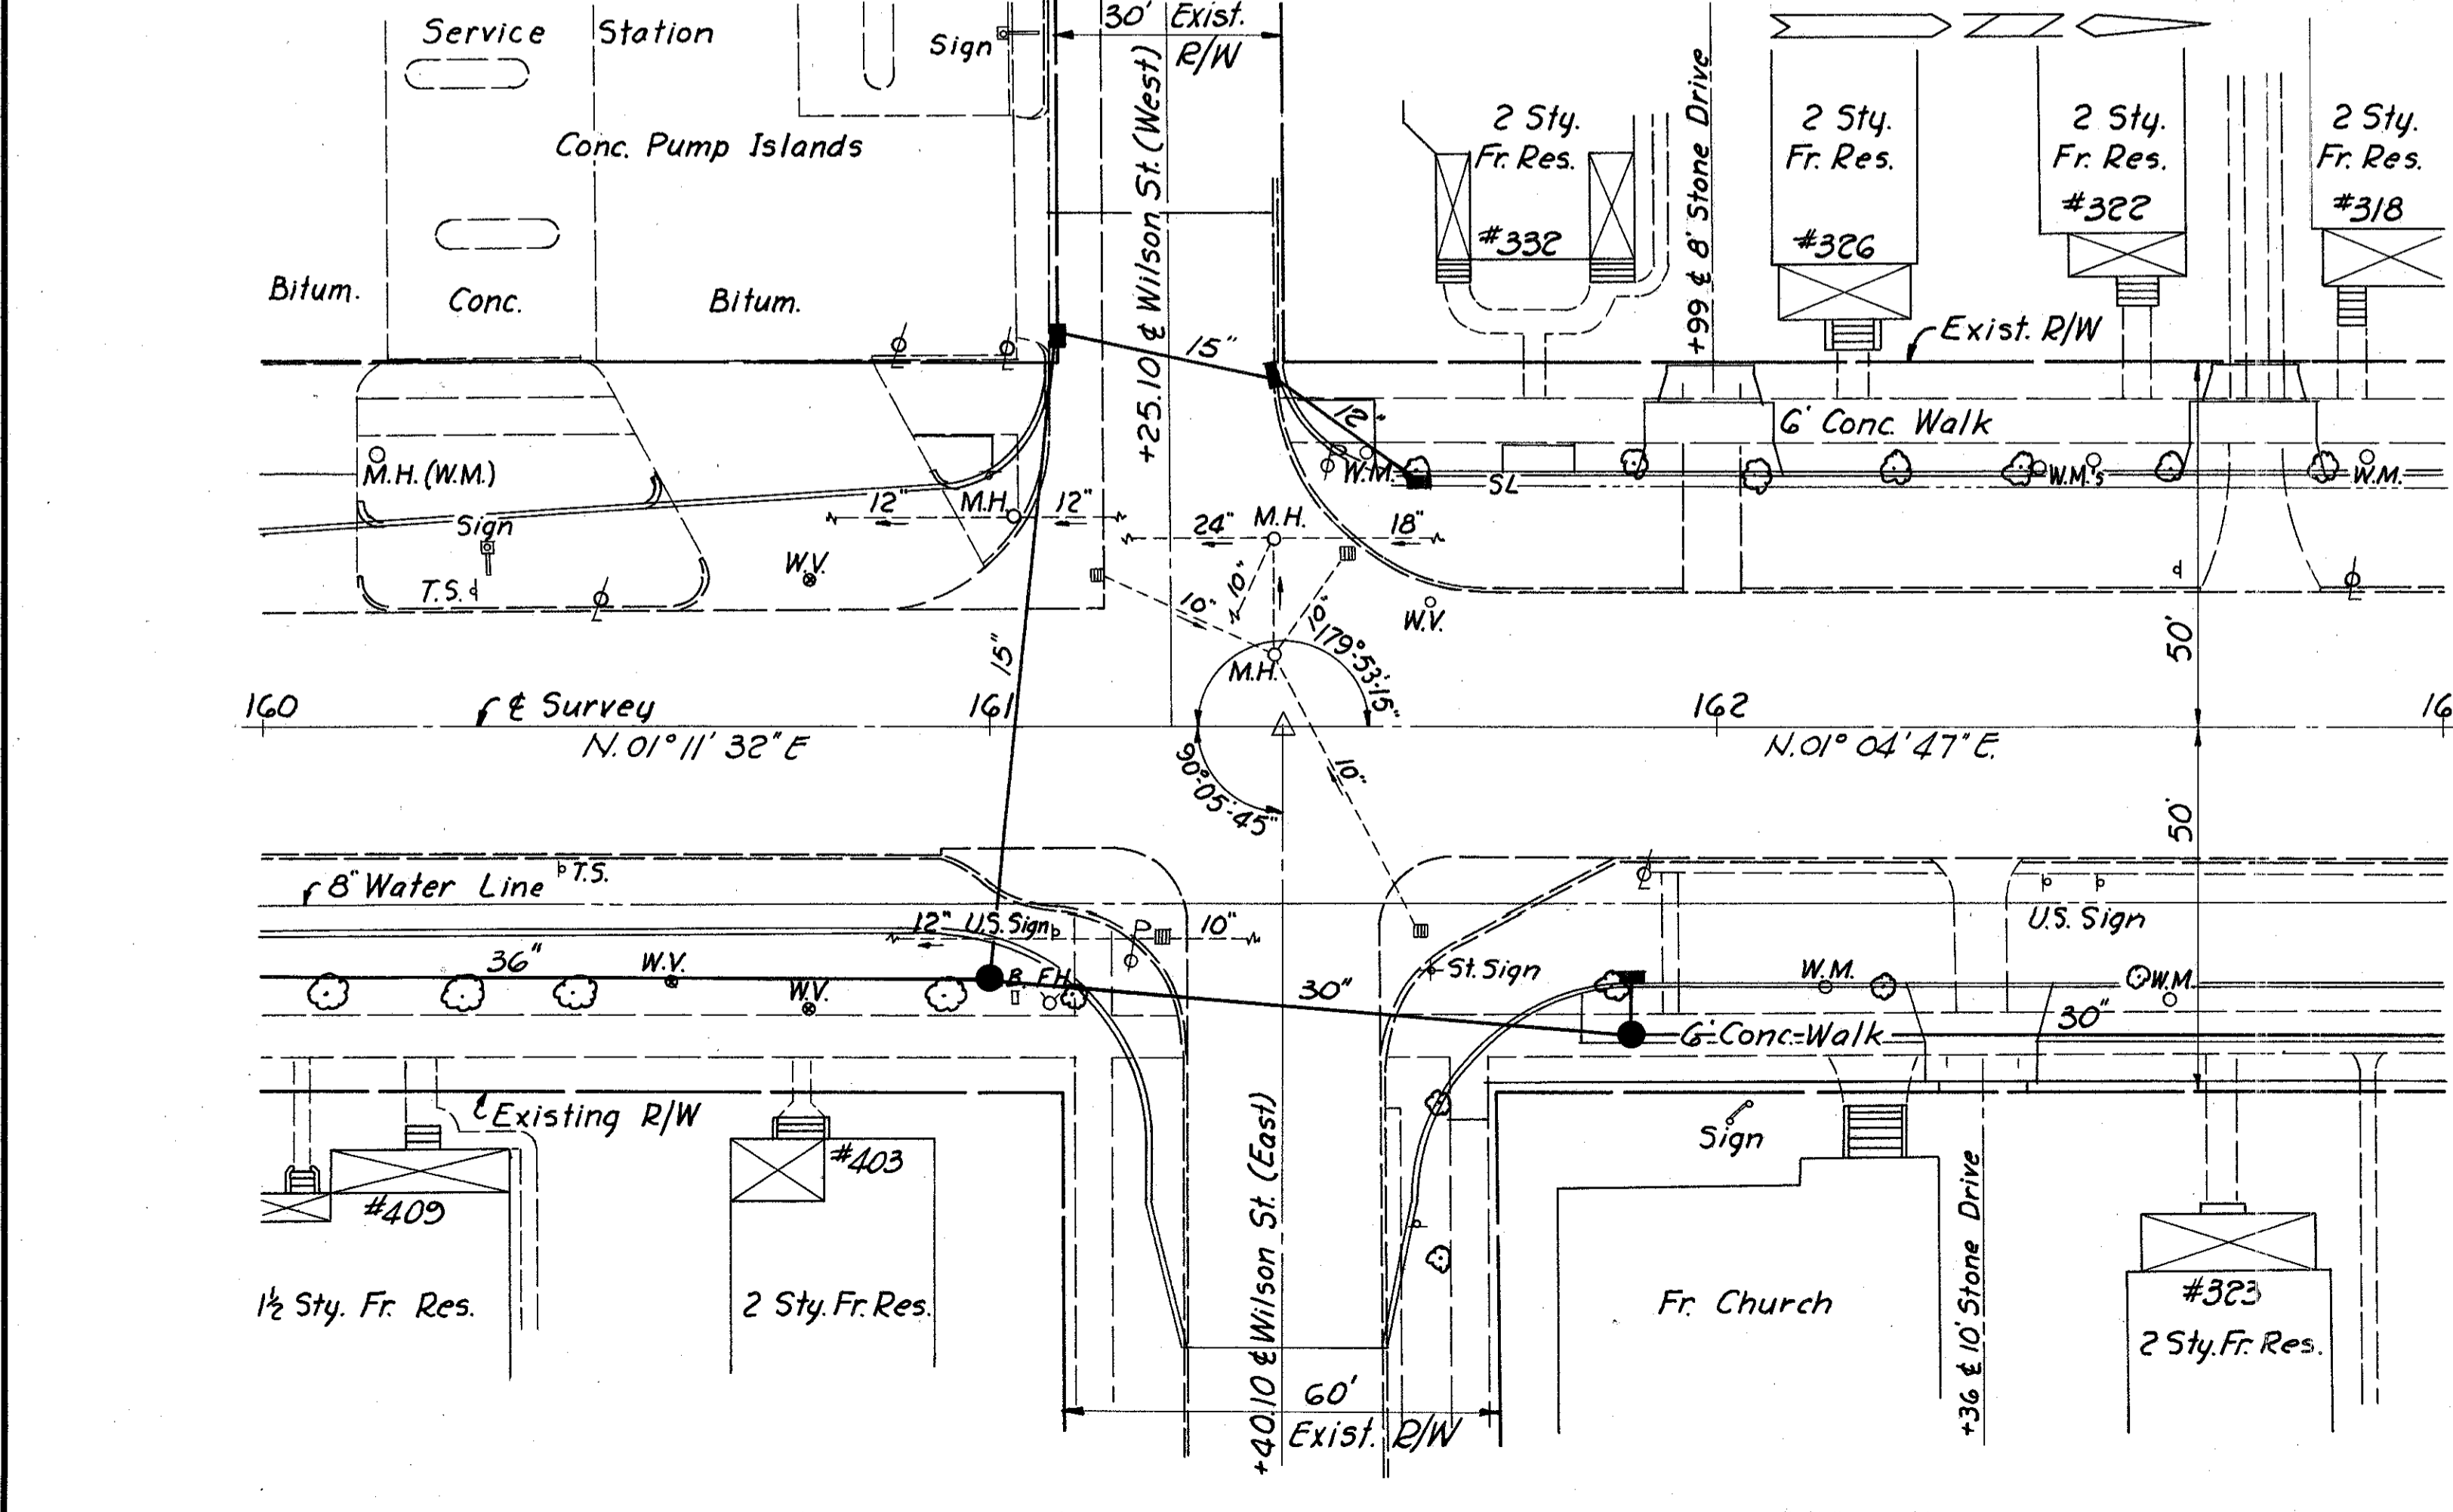 Service Station
Sign
30' Exist.
R/W
Conc. Pump Islands
Bitum.
Conc.
Bitum.
+25.10 ℄ Wilson St. (West)
2 Sty.
Fr. Res.
#332
+99 ℄ 8' Stone Drive
2 Sty.
Fr. Res.
#326
2 Sty.
Fr. Res.
#322
2 Sty.
Fr. Res.
#318
N
Exist. R/W
15"
12"
6' Conc. Walk
M.H. (W.M.)
Sign
T.S.
W.V.
12"
M.H.
12"
24"
M.H.
18"
W.M.
SL
W.M.'s
W.M.
10"
10"
10"
W.V.
M.H.
179°-53'-15"
15"
50'
160
℄ Survey
161
162
16
N. 01° 11' 32" E
N. 01° 04' 47" E.
90°-05'-45"
10"
50'
8" Water Line
T.S.
12"
U.S. Sign
P
10"
U.S. Sign
36"
W.V.
W.V.
B.
F.H.
30"
St. Sign
W.M.
W.M.
30"
6' Conc. Walk
Existing R/W
#409
#403
1½ Sty. Fr. Res.
2 Sty. Fr. Res.
+40.10 ℄ Wilson St. (East)
60'
Exist. R/W
Sign
Fr. Church
+36 ℄ 10' Stone Drive
#323
2 Sty. Fr. Res.